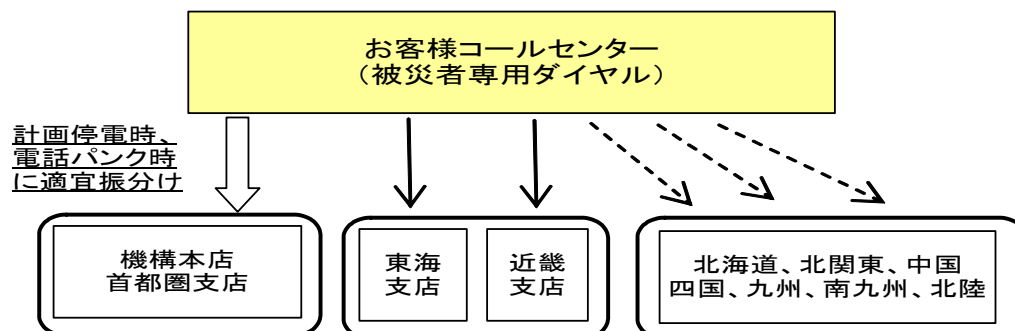 お客様コールセンター
（被災者専用ダイヤル）
計画停電時、
電話パンク時
に適宜振分け
機構本店
首都圏支店
東海
支店
近畿
支店
北海道、北関東、中国
四国、九州、南九州、北陸